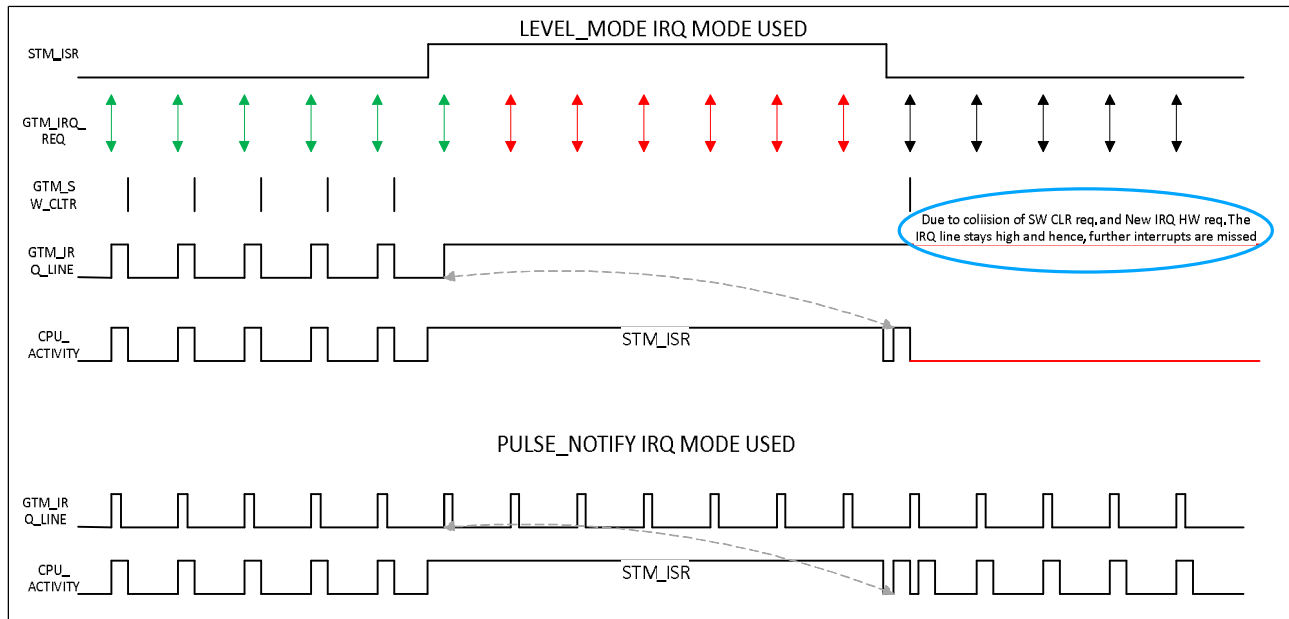 LEVEL_MODE IRQ MODE USED
STM_ISR
GTM_IRQ_
REQ
GTM_S
W_CLTR
Due to coliision of SW CLR req. and New IRQ HW req. The
IRQ line stays high and hence, further interrupts are missed
GTM_IR
Q_LINE
CPU_
ACTIVITY
STM_ISR
PULSE_NOTIFY IRQ MODE USED
GTM_IR
Q_LINE
CPU_
ACTIVITY
STM_ISR